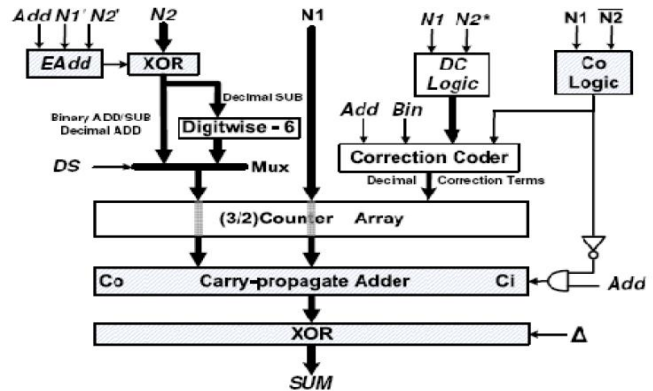 Add N1' N2'
N2
N1
N1 N2*
N1 N2
EAdd
XOR
DC
Logic
Co
Logic
Decimal SUB
Binary ADD/SUB
Decimal ADD
Digitwise - 6
Add Bin
DS
Mux
Correction Coder
Decimal Correction Terms
(3/2)Counter Array
Co Carry-propagate Adder Ci
Add
XOR
Δ
SUM